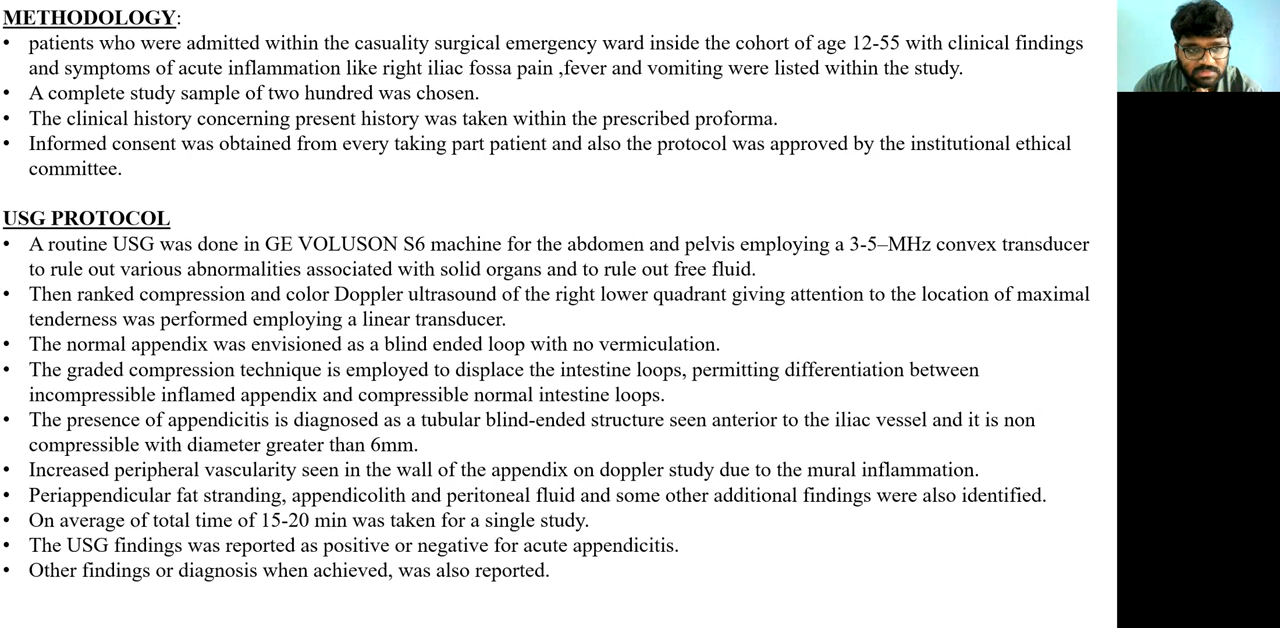 METHODOLOGY:
• patients who were admitted within the casuality surgical emergency ward inside the cohort of age 12-55 with clinical findings
and symptoms of acute inflammation like right iliac fossa pain ,fever and vomiting were listed within the study.
• A complete study sample of two hundred was chosen.
• The clinical history concerning present history was taken within the prescribed proforma.
• Informed consent was obtained from every taking part patient and also the protocol was approved by the institutional ethical
committee.
USG PROTOCOL
• A routine USG was done in GE VOLUSON S6 machine for the abdomen and pelvis employing a 3-5–MHz convex transducer
to rule out various abnormalities associated with solid organs and to rule out free fluid.
• Then ranked compression and color Doppler ultrasound of the right lower quadrant giving attention to the location of maximal
tenderness was performed employing a linear transducer.
• The normal appendix was envisioned as a blind ended loop with no vermiculation.
• The graded compression technique is employed to displace the intestine loops, permitting differentiation between
incompressible inflamed appendix and compressible normal intestine loops.
• The presence of appendicitis is diagnosed as a tubular blind-ended structure seen anterior to the iliac vessel and it is non
compressible with diameter greater than 6mm.
• Increased peripheral vascularity seen in the wall of the appendix on doppler study due to the mural inflammation.
• Periappendicular fat stranding, appendicolith and peritoneal fluid and some other additional findings were also identified.
• On average of total time of 15-20 min was taken for a single study.
• The USG findings was reported as positive or negative for acute appendicitis.
• Other findings or diagnosis when achieved, was also reported.